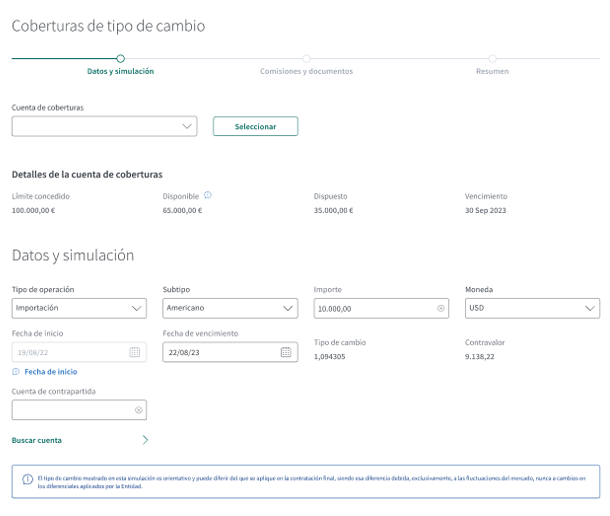 Coberturas de tipo de cambio
Datos y simulación
Comisiones y documentos
Resumen
Cuenta de coberturas
Seleccionar
Detalles de la cuenta de coberturas
Límite concedido
Disponible
Dispuesto
Vencimiento
100.000,00 €
65.000,00 €
35.000,00 €
30 Sep 2023
Datos y simulación
Tipo de operación
Subtipo
Importe
Moneda
Importación
Americano
10.000,00
USD
Fecha de inicio
Fecha de vencimiento
Tipo de cambio
Contravalor
19/08/22
22/08/23
1,094305
9.138,22
Fecha de inicio
Cuenta de contrapartida
Buscar cuenta
El tipo de cambio mostrado en esta simulación es orientativo y puede diferir del que se aplique en la contratación final, siendo esa diferencia debida, exclusivamente, a las fluctuaciones del mercado, nunca a cambios en
los diferenciales aplicados por la Entidad.